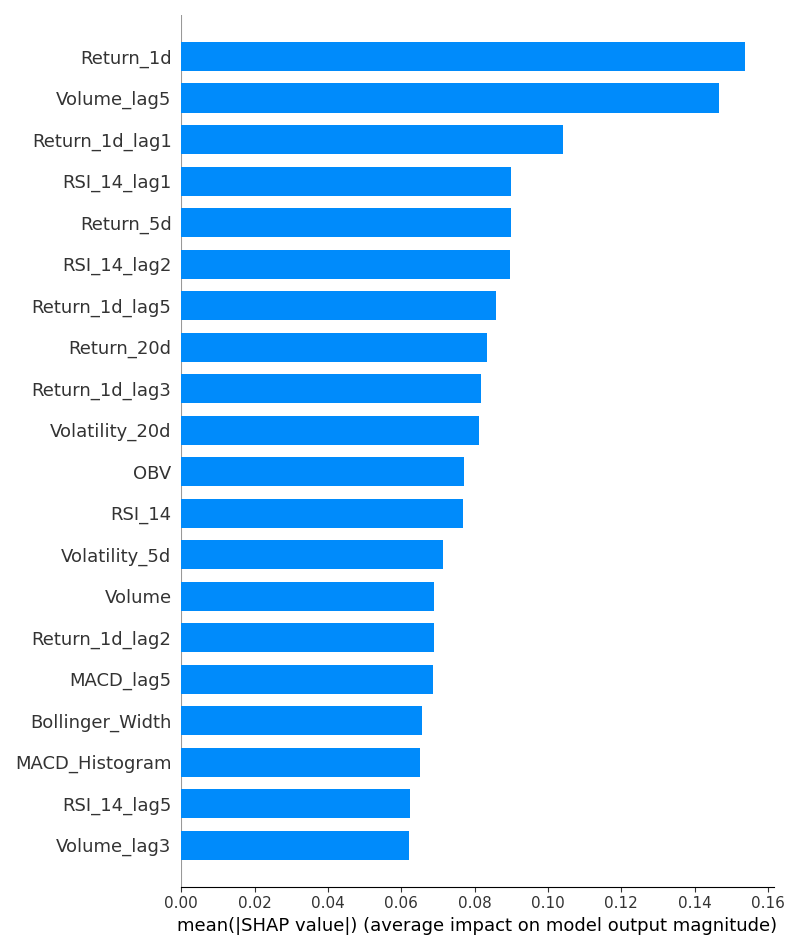 Return_1d
Volume_lag5
Return_1d_lag1
RSI_14_lag1
Return_5d
RSI_14_lag2
Return_1d_lag5
Return_20d
Return_1d_lag3
Volatility_20d
OBV
RSI_14
Volatility_5d
Volume
Return_1d_lag2
MACD_lag5
Bollinger_Width
MACD_Histogram
RSI_14_lag5
Volume_lag3
0.00 0.02 0.04 0.06 0.08 0.10 0.12 0.14 0.16
mean(|SHAP value|) (average impact on model output magnitude)